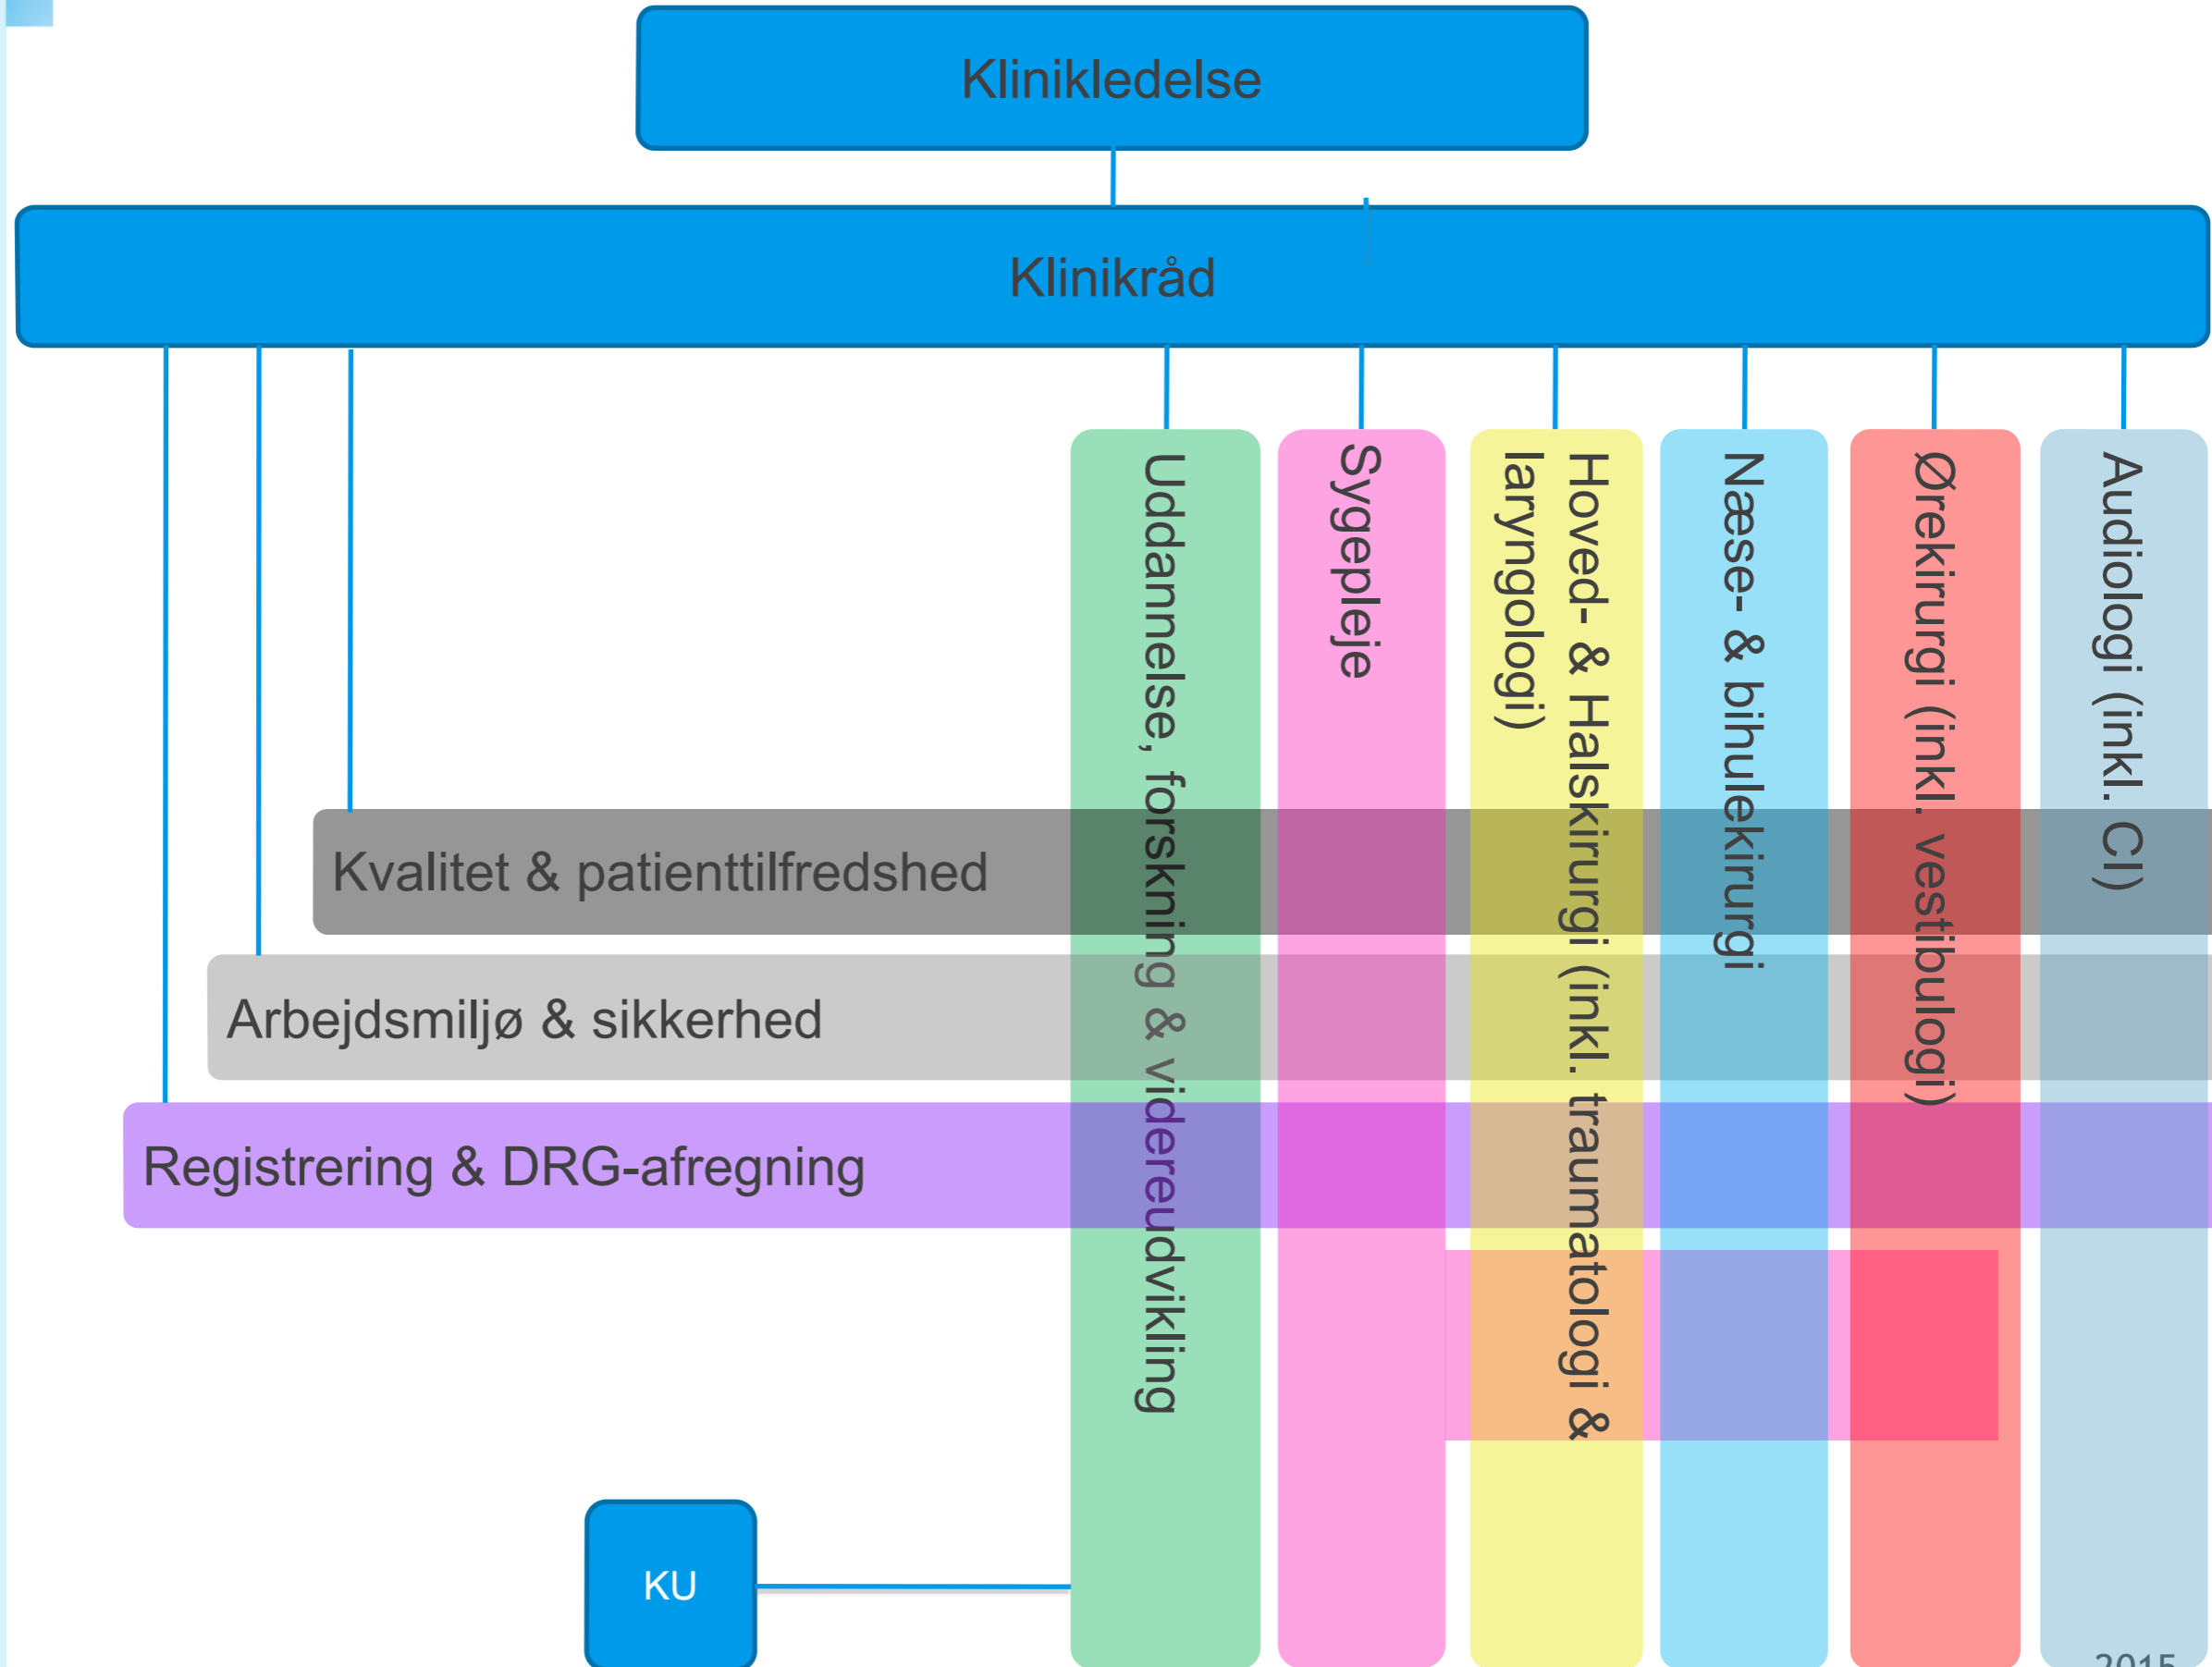 Klinikledelse
Klinikråd
Uddannelse, forskning & videreudvikling
Sygepleje
Hoved- & Halskirurgi (inkl. traumatologi &
laryngologi)
Næse- & bihulekirurgi
Ørekirurgi (inkl. vestibulogi)
Audiologi (inkl. CI)
Kvalitet & patienttilfredshed
Arbejdsmiljø & sikkerhed
Registrering & DRG-afregning
KU
2015